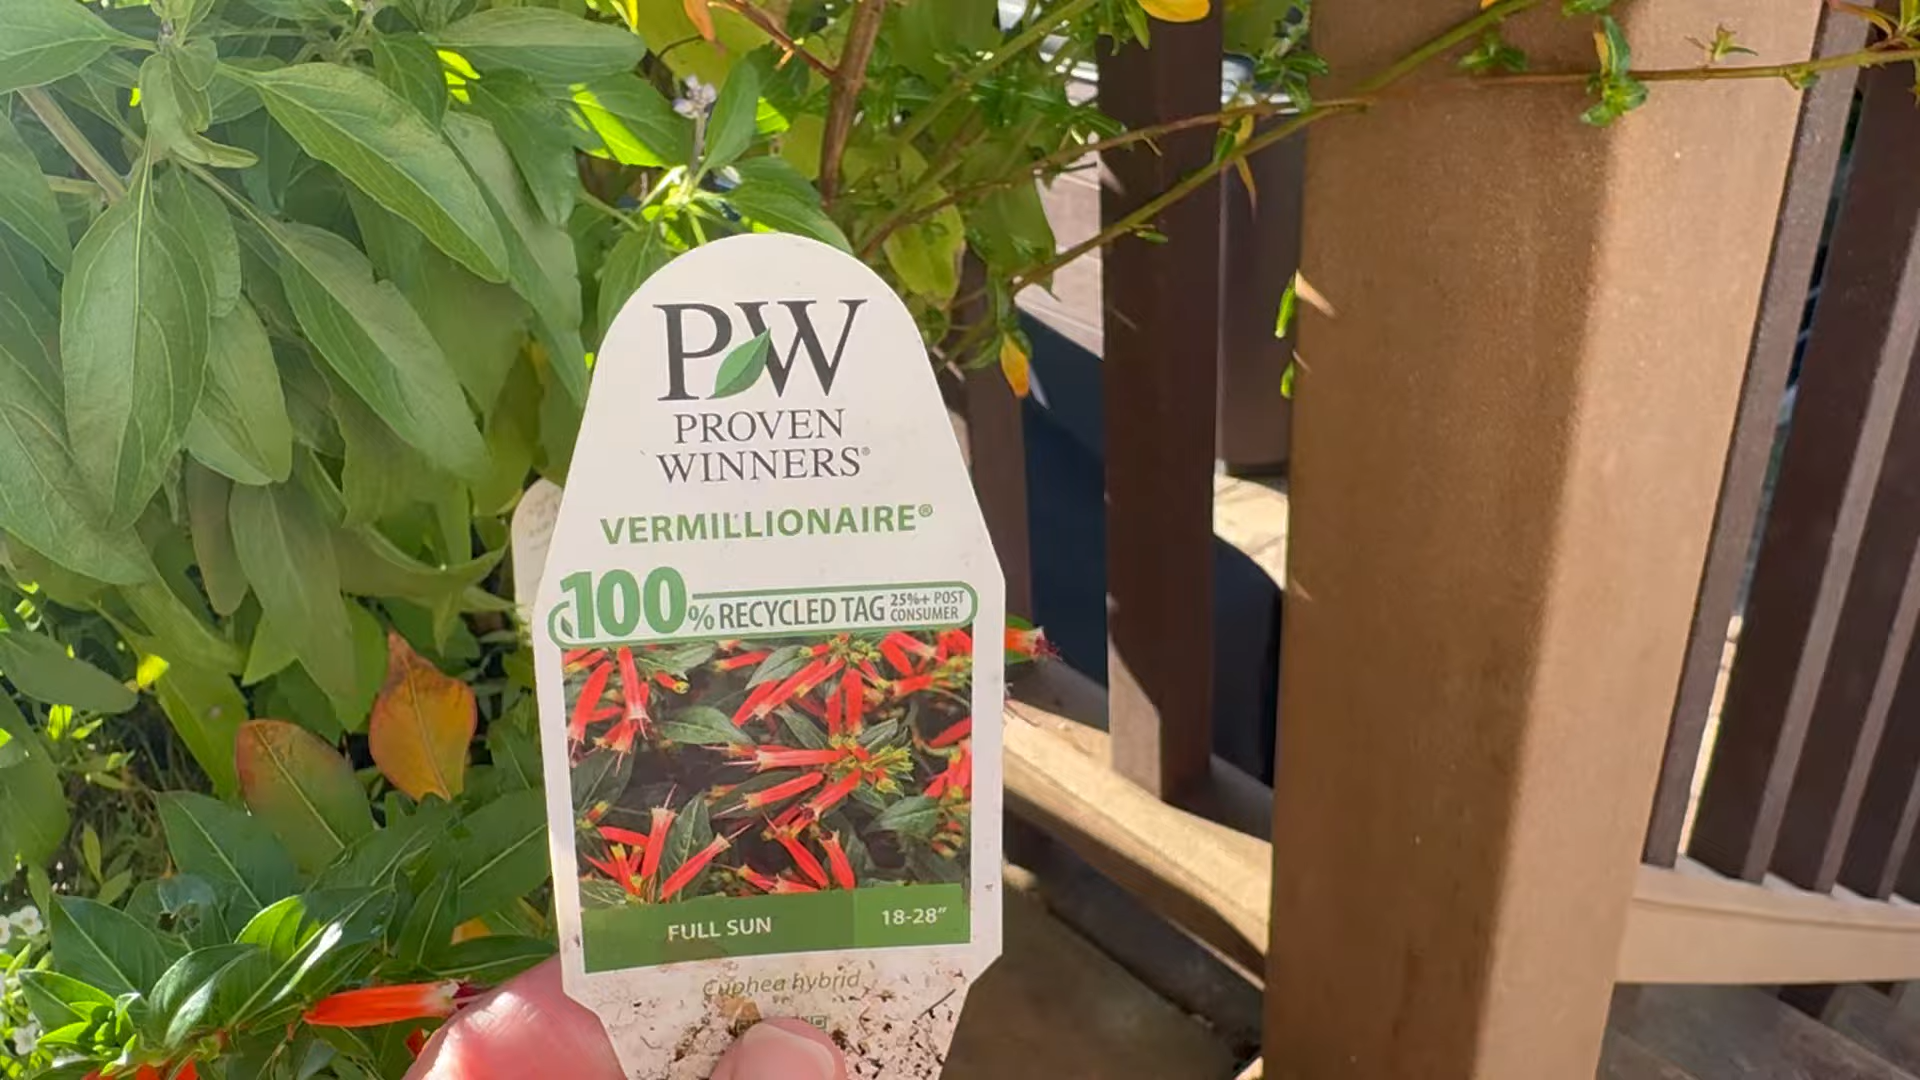 PW
PROVEN
WINNERS®
VERMILLIONAIRE®
100% RECYCLED TAG 25%+ POST
CONSUMER
FULL SUN 18-28"
Cuphea hybrid